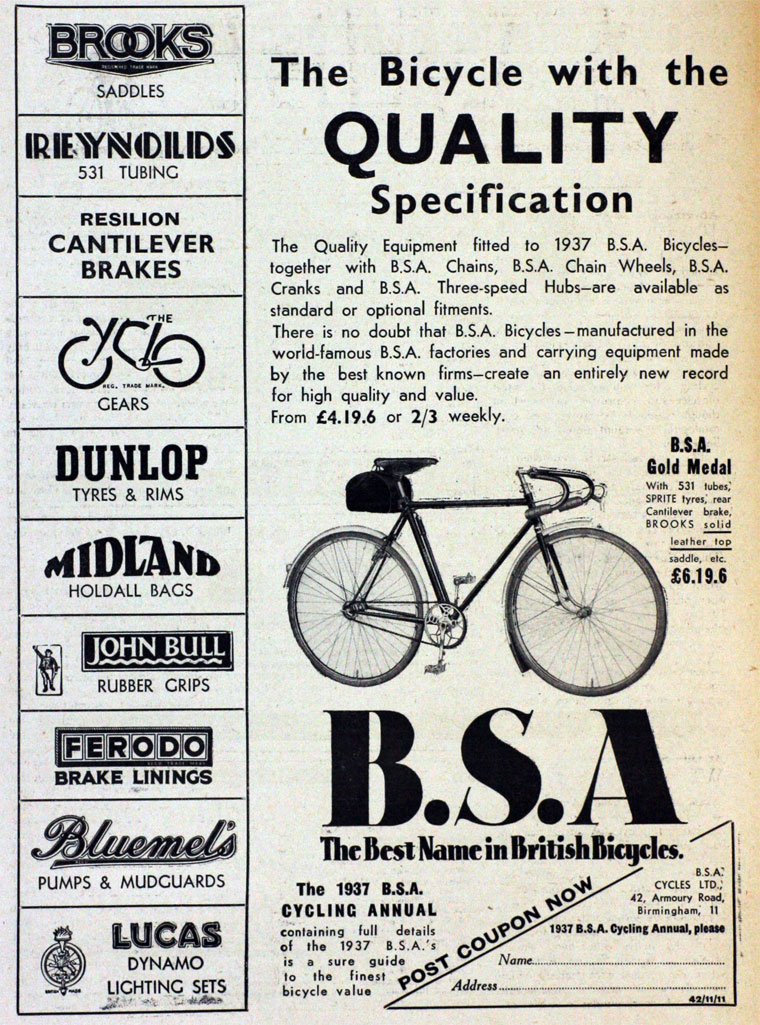 BROOKS
REGISTERED TRADE MARK
SADDLES
REYNOLDS
531 TUBING
RESILION
CANTILEVER
BRAKES
THE
CYCLO
REG. TRADE MARK.
GEARS
DUNLOP
TYRES & RIMS
MIDLAND
HOLDALL BAGS
JOHN BULL
RUBBER GRIPS
FERODO
BRAKE LININGS
Bluemel's
PUMPS & MUDGUARDS
LUCAS
DYNAMO
LIGHTING SETS
The Bicycle with the
QUALITY
Specification
The Quality Equipment fitted to 1937 B.S.A. Bicycles—
together with B.S.A. Chains, B.S.A. Chain Wheels, B.S.A.
Cranks and B.S.A. Three-speed Hubs—are available as
standard or optional fitments.
There is no doubt that B.S.A. Bicycles—manufactured in the
world-famous B.S.A. factories and carrying equipment made
by the best known firms—create an entirely new record
for high quality and value.
From £4.19.6 or 2/3 weekly.
B.S.A.
Gold Medal
With 531 tubes,
SPRITE tyres, rear
Cantilever brake,
BROOKS solid
leather top
saddle, etc.
£6.19.6
B.S.A
The Best Name in British Bicycles.
The 1937 B.S.A.
CYCLING ANNUAL
containing full details
of the 1937 B.S.A.'s
is a sure guide
to the finest
bicycle value
POST COUPON NOW
B.S.A.
CYCLES LTD.,
42, Armoury Road,
Birmingham, 11
1937 B.S.A. Cycling Annual, please
Name
Address
42/11/11